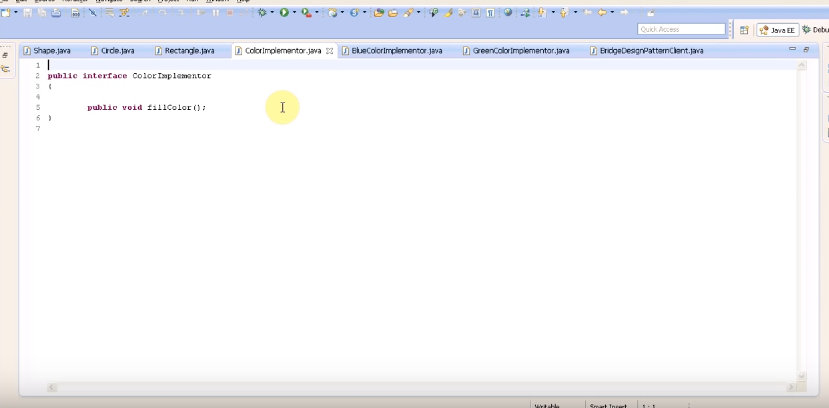 Quick Access
Java EE
Debu
Shape.java
Circle.java
Rectangle.java
ColorImplementor.java
BlueColorImplementor.java
GreenColorImplementor.java
BridgeDesignPatternClient.java
1
2 public interface ColorImplementor
3 {
4
5 public void fillColor();
6 }
7
Writable
Smart Insert
1 : 1